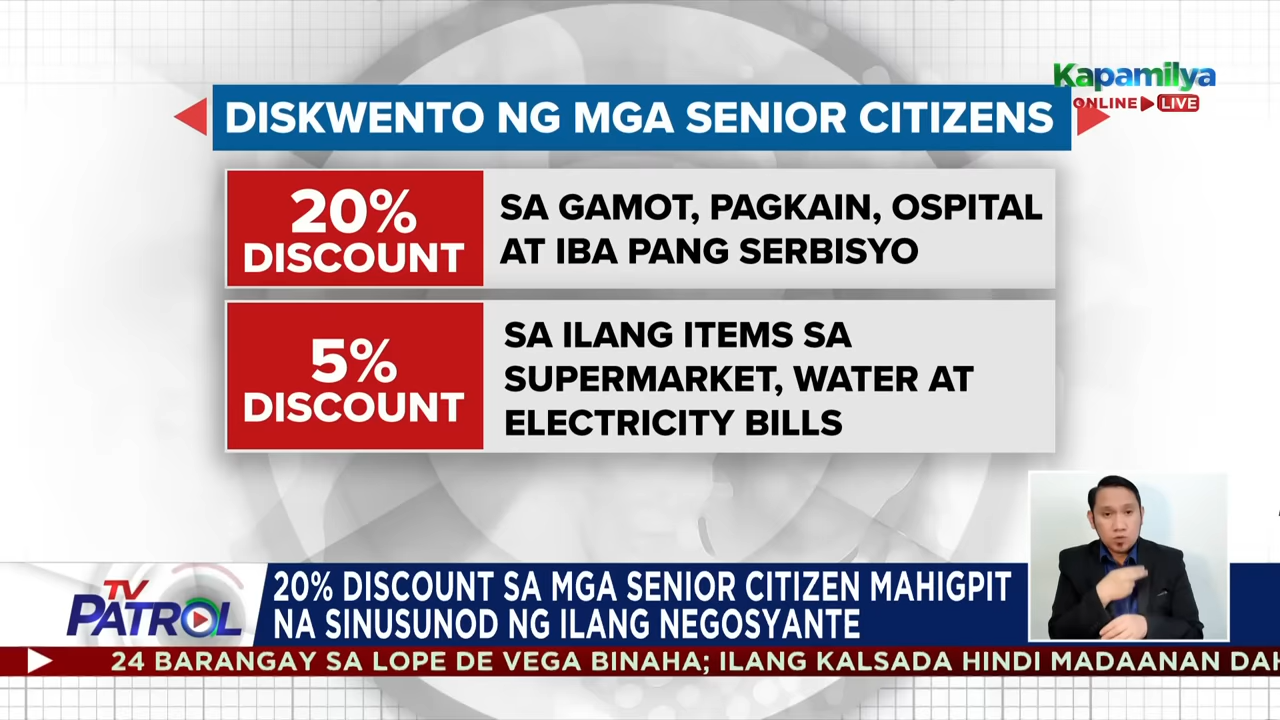 Kapamilya
ONLINE LIVE
DISKWENTO NG MGA SENIOR CITIZENS
20%
DISCOUNT
SA GAMOT, PAGKAIN, OSPITAL
AT IBA PANG SERBISYO
5%
DISCOUNT
SA ILANG ITEMS SA
SUPERMARKET, WATER AT
ELECTRICITY BILLS
TV
PATROL
20% DISCOUNT SA MGA SENIOR CITIZEN MAHIGPIT
NA SINUSUNOD NG ILANG NEGOSYANTE
24 BARANGAY SA LOPE DE VEGA BINAHA; ILANG KALSADA HINDI MADAANAN DAH